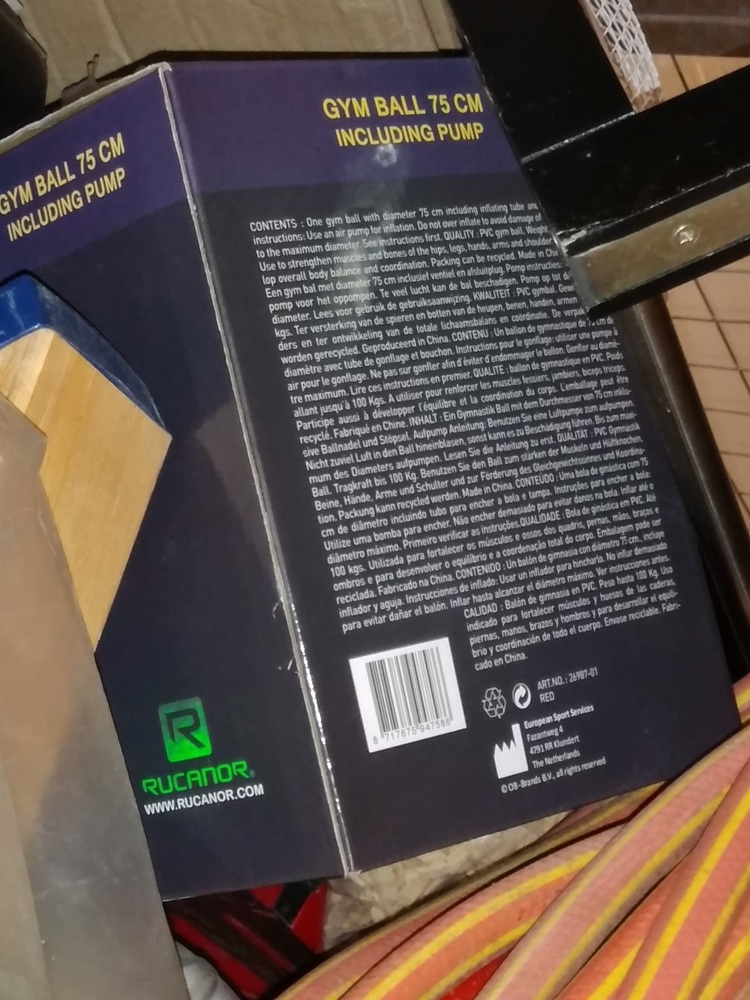 GYM BALL 75 CM
INCLUDING PUMP
RUCANOR®
WWW.RUCANOR.COM
GYM BALL 75 CM
INCLUDING PUMP
CONTENTS : One gym ball with diameter 75 cm including inflating tube and
instructions: Use an air pump for inflation. Do not over inflate to avoid damage of
to the maximum diameter. See instructions first. QUALITY : PVC gym ball. Weight
Use to strengthen muscles and bones of the hips, legs, hands, arms and shoulder
lop overall body balance and coordination. Packing can be recycled. Made in Chin
Een gym bal met diameter 75 cm inclusief ventiel en afsluitplug. Pomp instructies:
pomp voor het oppompen. Te veel lucht kan de bal beschadigen. Pomp op tot de
diameter. Lees voor gebruik de gebruiksaanwijzing. KWALITEIT : PVC gymbal. Gewi
kgs. Ter versterking van de spieren en botten van de heupen, benen, handen, armen
ders en ter ontwikkeling van de totale lichaamsbalans en coördinatie. De verpa
worden gerecycled. Geproduceerd in China. CONTENU : Un ballon de gymnastique de 75 cm de
diamètre avec tube de gonflage et bouchon. Instructions pour le gonflage: utiliser une pompe à
air pour le gonflage. Ne pas sur gonfler afin d'éviter d'endommager le ballon. Gonfler au diamè-
tre maximum. Lire ces instructions en premier. QUALITE : ballon de gymnastique en PVC. Poids
allant jusqu'à 100 Kgs. A utiliser pour renforcer les muscles fessiers, jambiers, biceps triceps.
Participe aussi à développer l'équilibre et la coordination du corps. L'emballage peut être
recyclé. Fabriqué en Chine. INHALT : Ein Gymnastik Ball mit dem Durchmesser von 75 cm inklu-
sive Ballnadel und Stöpsel. Aufpump Anleitung: Benutzen Sie eine Luftpumpe zum aufpumpen.
Nicht zuviel Luft in den Ball hineinblasen, sonst kann es zu Beschädigung führen. Bis zum maxi-
mum des Diameters aufpumpen. Lesen Sie die Anleitung zu erst. QUALITAT : PVC Gymnastik
Ball. Tragkraft bis 100 Kg. Benutzen Sie den Ball zum stärken der Muskeln und Hüftknochen,
Beine, Hände, Arme und Schulter und zur Förderung des Gleichgewichtsinnes und Koordina-
tion. Packung kann recycled werden. Made in China. CONTEÚDO : Uma bola de ginástica com 75
cm de diâmetro incluindo tubo para encher a bola e tampa. Instruções para encher a bola:
Utilize uma bomba para encher. Não encher demasiado para evitar danos na bola. Inflar até o
diâmetro máximo. Primeiro verificar as instruções.QUALIDADE : Bola de ginástica em PVC. Até
100 kgs. Utilizada para fortalecer os músculos e ossos dos quadris, pernas, mãos, braços e
ombros e para desenvolver o equilíbrio e a coordenação total do corpo. Embalagem pode ser
reciclada. Fabricado na China. CONTENIDO : Un balón de gimnasia con diámetro 75 cm., incluye
inflador y aguja. Instrucciones de inflado: Usar un inflador para hincharlo. No inflar demasiado
para evitar dañar el balón. Inflar hasta alcanzar el diámetro máximo. Ver instrucciones antes.
CALIDAD : Balón de gimnasia en PVC. Peso hasta 100 Kg. Usa
indicado para fortalecer músculos y huesos de las caderas,
piernas, manos, brazos y hombros y para desarrollar el equili-
brio y coordinación de todo el cuerpo. Envase reciclable. Fabri-
cado en China.
8 717675 947586
ART.NO.: 26987-01
RED
European Sport Services
Fazantweg 4
4791 RR Klundert
The Netherlands
© OB-Brands B.V., all rights reserved